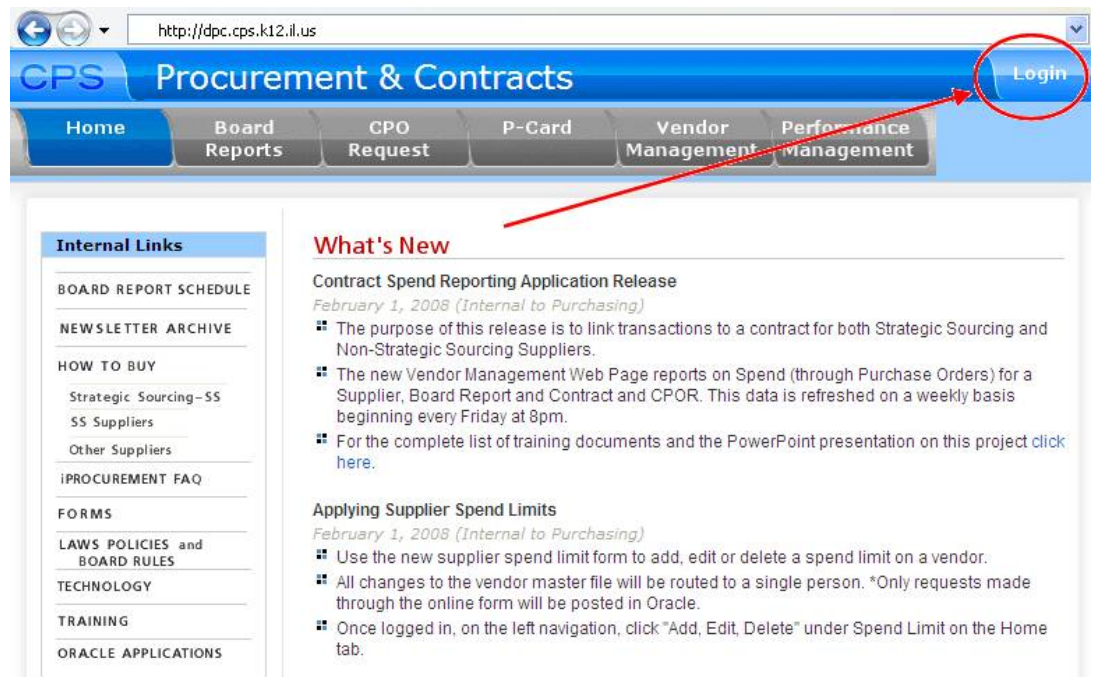 http://dpc.cps.k12.il.us
CPS Procurement & Contracts Login
Home Board Reports CPO Request P-Card Vendor Management Performance Management
Internal Links
BOARD REPORT SCHEDULE
NEWSLETTER ARCHIVE
HOW TO BUY
Strategic Sourcing-SS
SS Suppliers
Other Suppliers
iPROCUREMENT FAQ
FORMS
LAWS POLICIES and
BOARD RULES
TECHNOLOGY
TRAINING
ORACLE APPLICATIONS
What's New
Contract Spend Reporting Application Release
February 1, 2008 (Internal to Purchasing)
The purpose of this release is to link transactions to a contract for both Strategic Sourcing and
Non-Strategic Sourcing Suppliers.
The new Vendor Management Web Page reports on Spend (through Purchase Orders) for a
Supplier, Board Report and Contract and CPOR. This data is refreshed on a weekly basis
beginning every Friday at 8pm.
For the complete list of training documents and the PowerPoint presentation on this project click
here.
Applying Supplier Spend Limits
February 1, 2008 (Internal to Purchasing)
Use the new supplier spend limit form to add, edit or delete a spend limit on a vendor.
All changes to the vendor master file will be routed to a single person. *Only requests made
through the online form will be posted in Oracle.
Once logged in, on the left navigation, click "Add, Edit, Delete" under Spend Limit on the Home
tab.